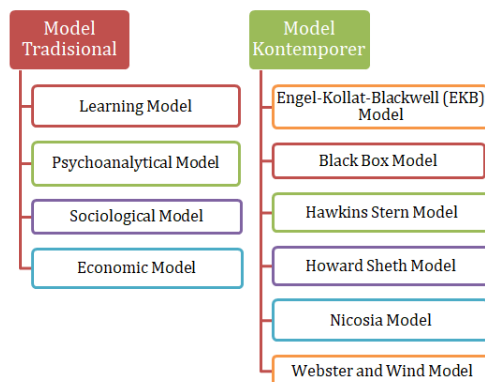 Model
Tradisional
Learning Model
Psychoanalytical Model
Sociological Model
Economic Model
Model
Kontemporer
Engel-Kollat-Blackwell (EKB)
Model
Black Box Model
Hawkins Stern Model
Howard Sheth Model
Nicosia Model
Webster and Wind Model